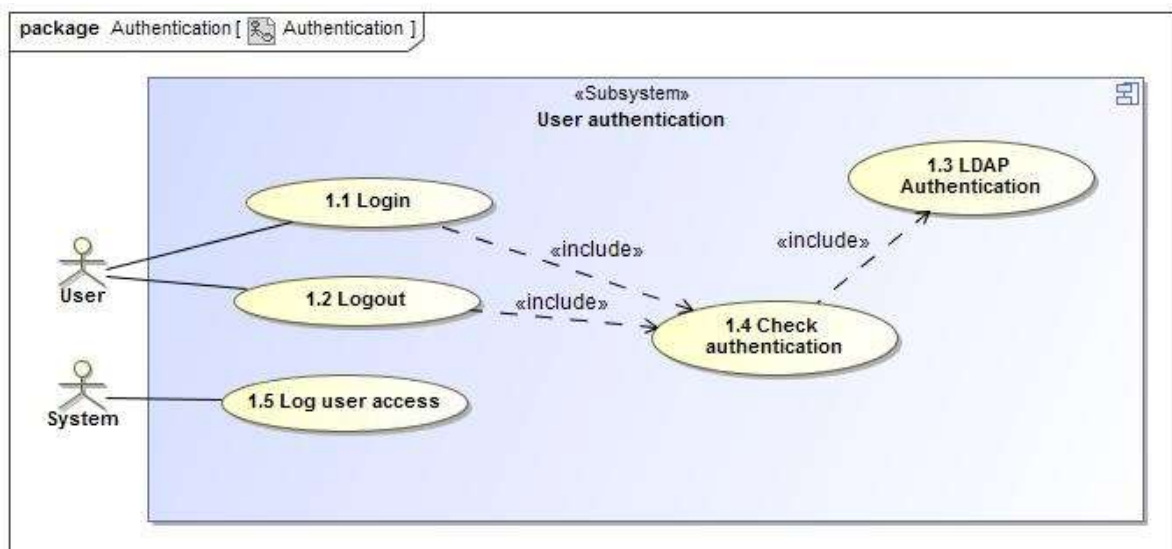 package Authentication [ Authentication ]
«Subsystem»
User authentication
1.3 LDAP
Authentication
1.1 Login
«include»
«include»
User
1.2 Logout
«include»
1.4 Check
authentication
System
1.5 Log user access